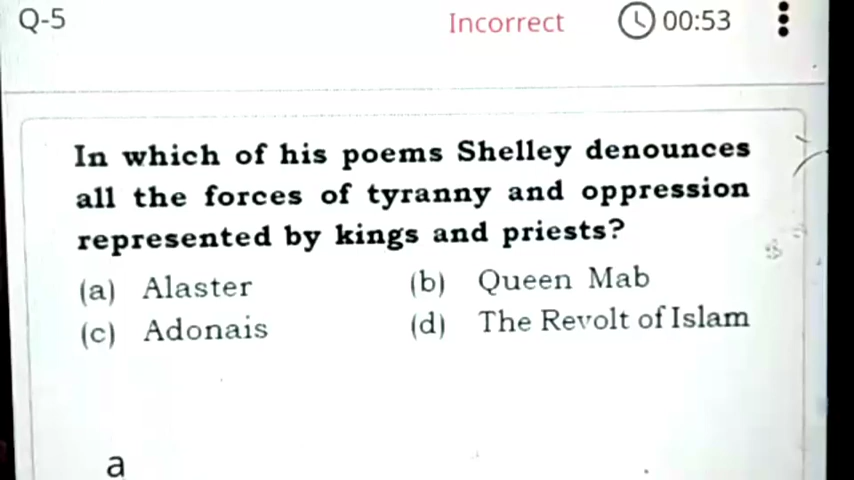 Q-5 Incorrect 00:53
In which of his poems Shelley denounces
all the forces of tyranny and oppression
represented by kings and priests?
(a) Alaster (b) Queen Mab
(c) Adonais (d) The Revolt of Islam
a